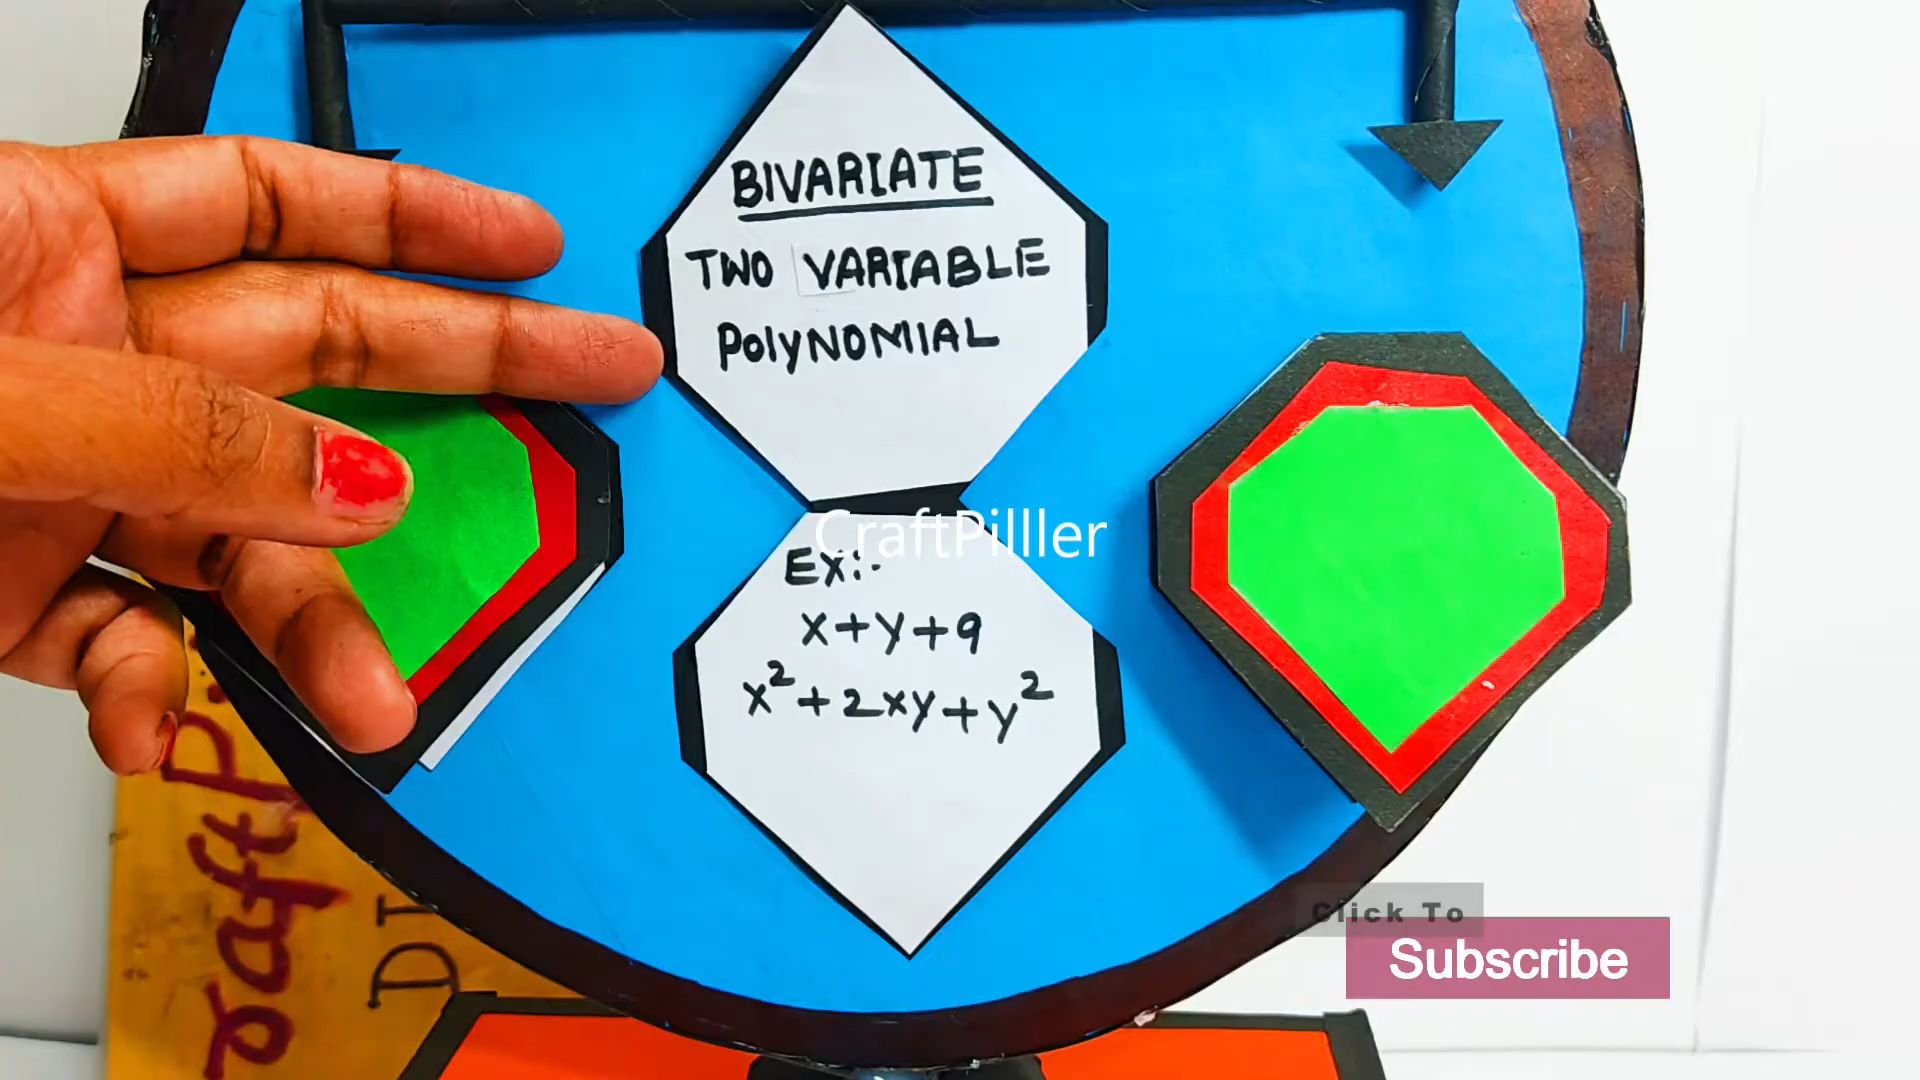 BIVARIATE
TWO VARIABLE
POLYNOMIAL
CraftPilller
Ex:-
x+y+9
x²+2xy+y²
Click To
Subscribe